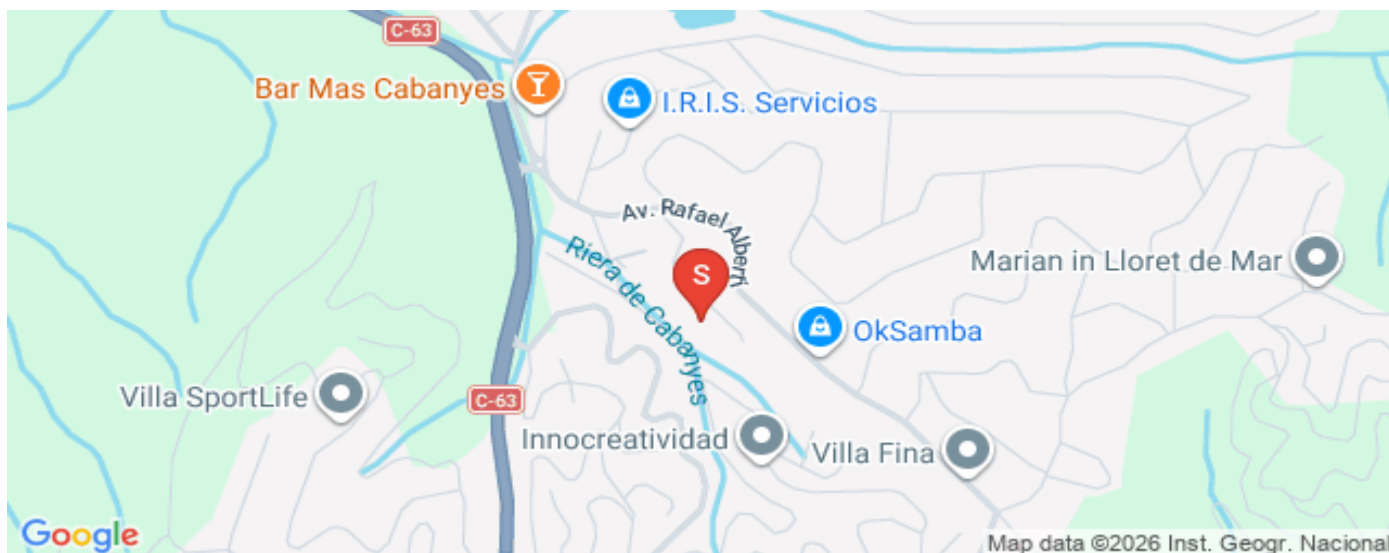 C-63
Bar Mas Cabanyes
I.R.I.S. Servicios
Av. Rafael Alberti
Riera de Cabanyes
S
Marian in Lloret de Mar
OkSamba
Villa SportLife
C-63
Innocreatividad
Villa Fina
Google
Map data ©2026 Inst. Geogr. Nacional